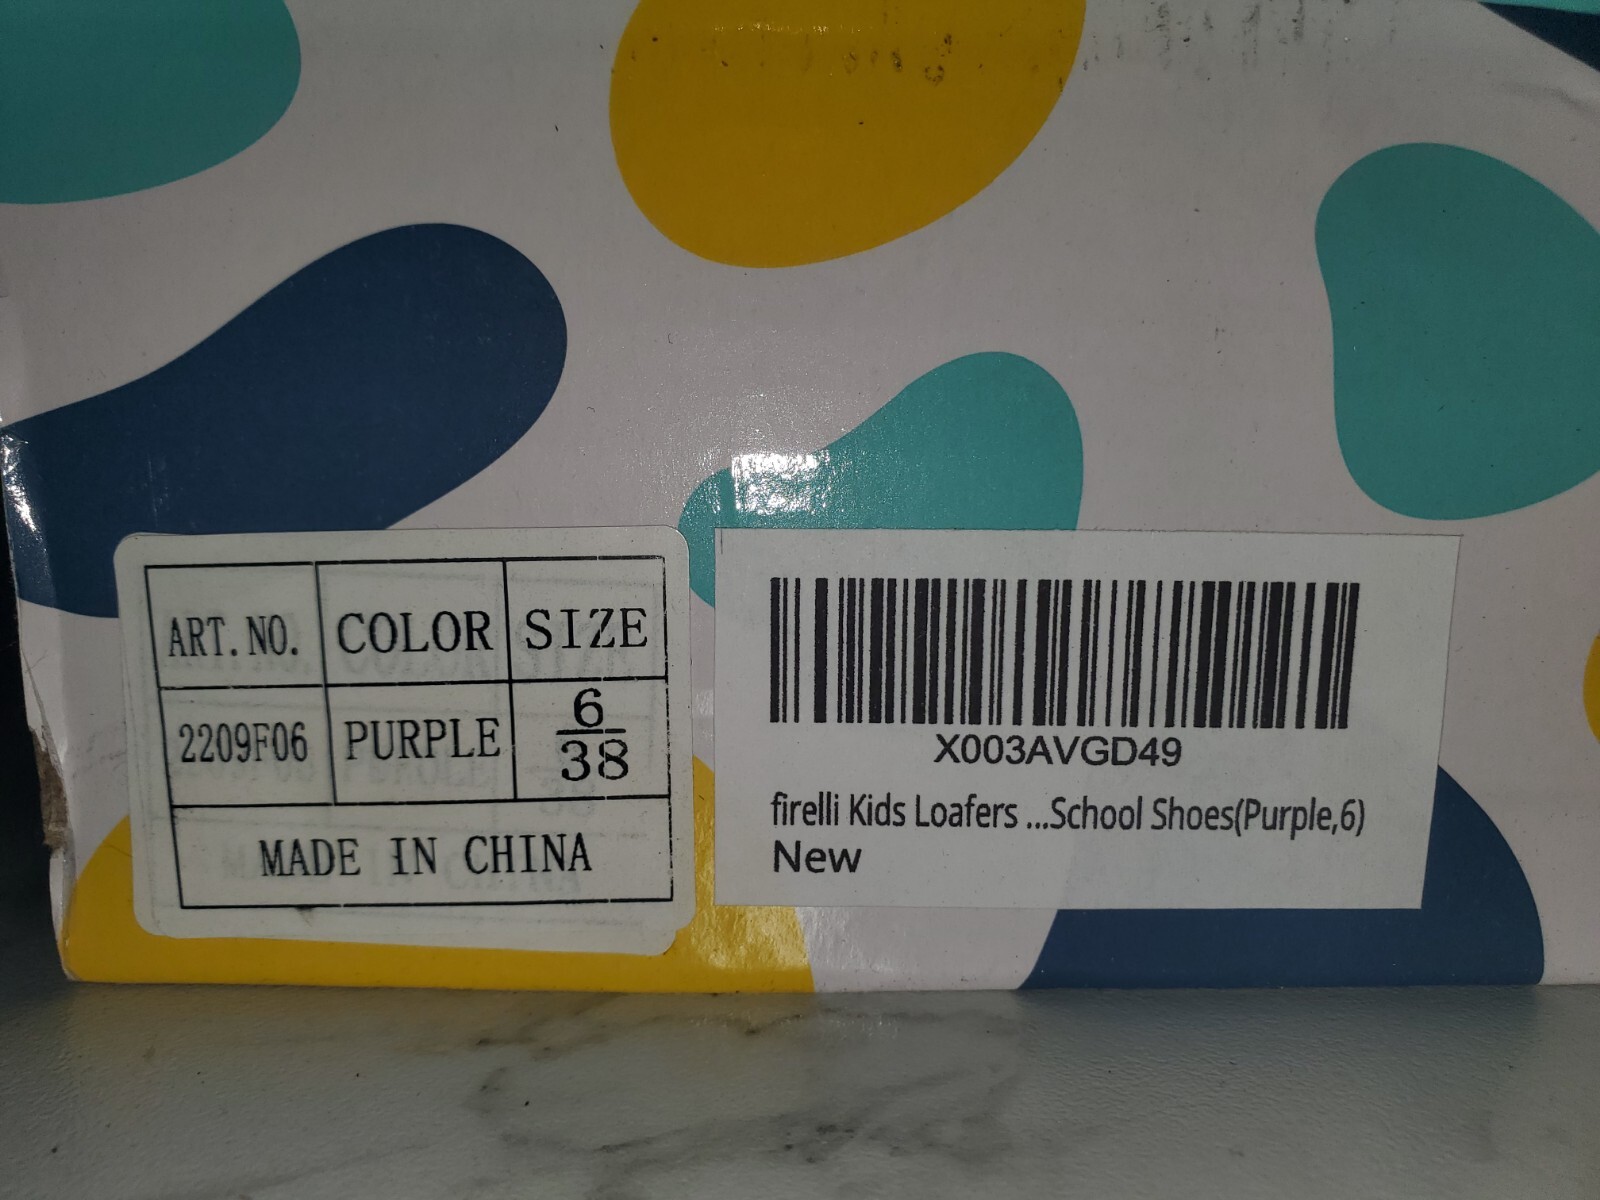 ART.NO. COLOR SIZE
2209F06 PURPLE 6
38
MADE IN CHINA
X003AVGD49
firelli Kids Loafers ...School Shoes(Purple,6)
New